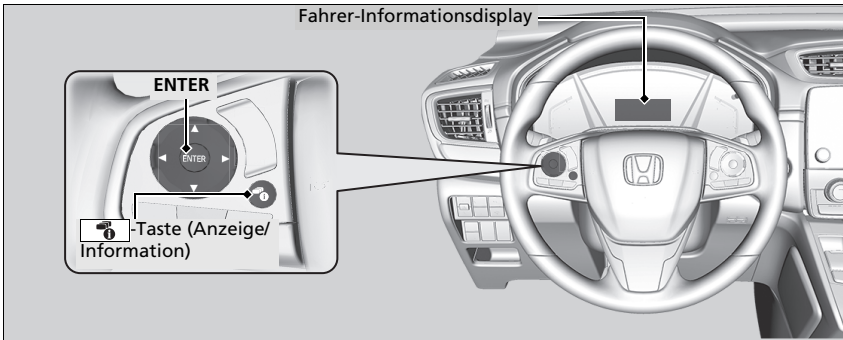 Fahrer-Informationsdisplay
ENTER
ENTER
-Taste (Anzeige/
Information)